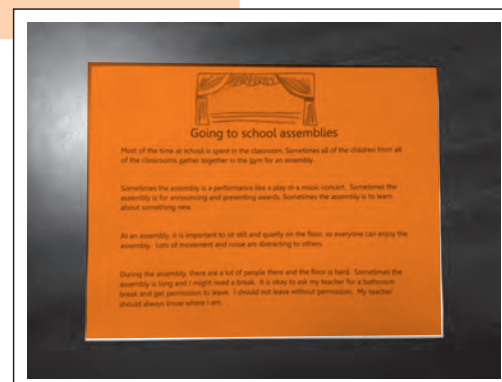 Going to school assemblies
Most of the time at school is spent in the classroom. Sometimes all of the children from all
of the classrooms gather together in the gym for an assembly.
Sometimes the assembly is a performance like a play or a music concert. Sometimes the
assembly is for announcing and presenting awards. Sometimes the assembly is to learn
about something new.
At an assembly, it is important to sit still and quietly on the floor, so everyone can enjoy the
assembly. Lots of movement and noise are distracting to others.
During the assembly, there are a lot of people there and the floor is hard. Sometimes the
assembly is long and I might need a break. It is okay to ask my teacher for a bathroom
break and get permission to leave. I should not leave without permission. My teacher
should always know where I am.